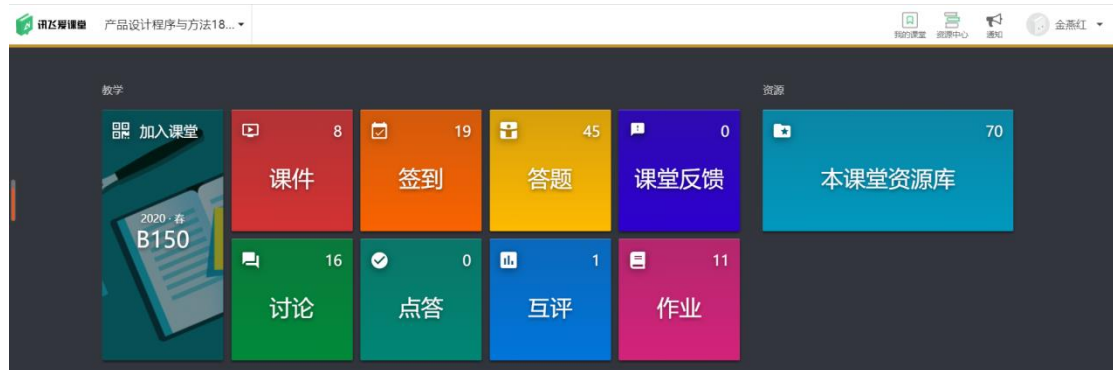 讯飞爱课堂
产品设计程序与方法18...
我的课堂
资源中心
通知
金燕红
教学
资源
加入课堂
2020 · 春
B150
8
课件
19
签到
45
答题
0
课堂反馈
70
本课堂资源库
16
讨论
0
点答
1
互评
11
作业